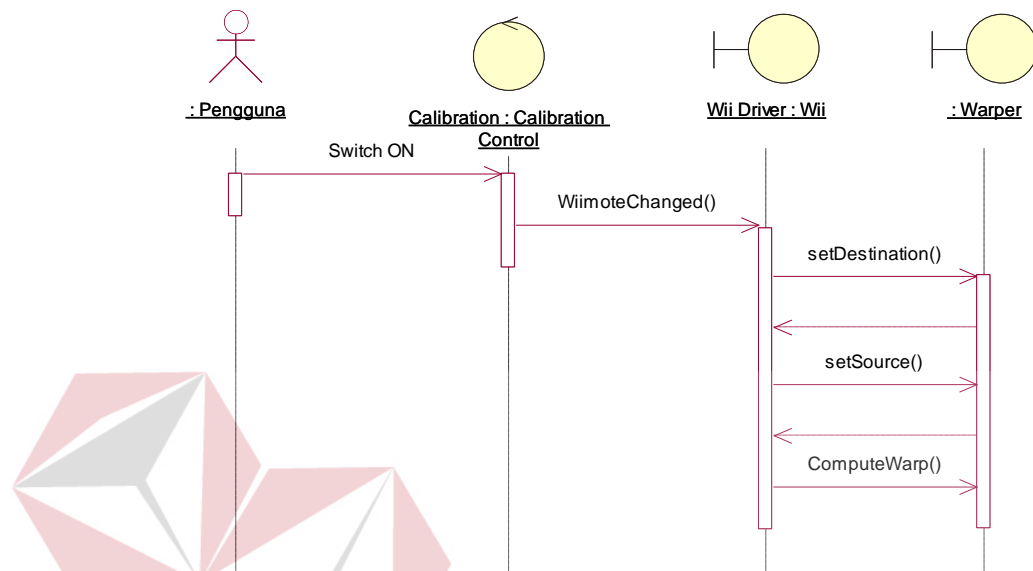 : Pengguna
Calibration : Calibration
Control
Wii Driver : Wii
: Warper
Switch ON
WiimoteChanged()
setDestination()
setSource()
ComputeWarp()